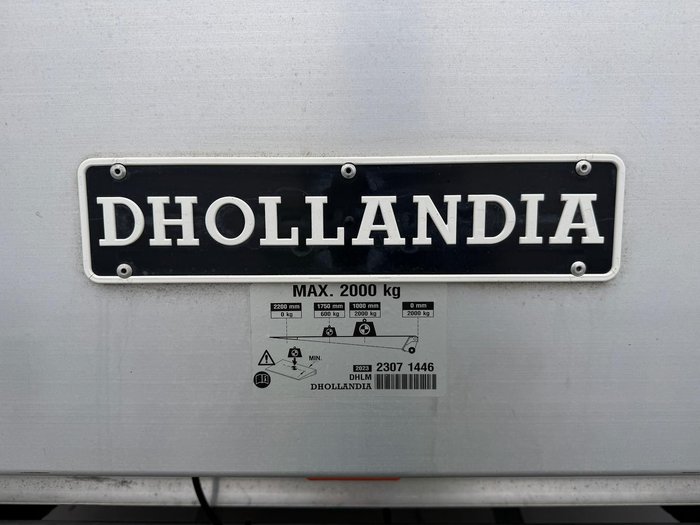 DHOLLANDIA
MAX. 2000 kg
2200 mm 1750 mm 1000 mm 0 mm
0 kg 600 kg 2000 kg 2000 kg
MIN.
2023 2307 1446
DHLM
DHOLLANDIA